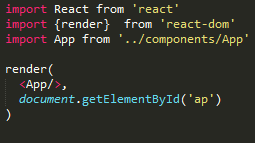 import React from 'react'
import {render}  from 'react-dom'
import App from '../components/App'

render(
  <App/>,
  document.getElementById('ap')
)